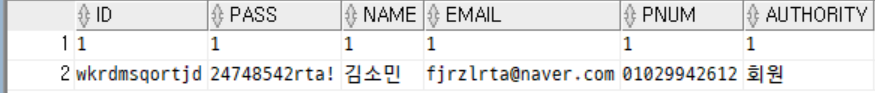 ID PASS NAME EMAIL PNUM AUTHORITY
1 1 1 1 1 1 1
2 wkrdmsqortjd 24748542rta! 김소민 fjrzlrta@naver.com 01029942612 회원